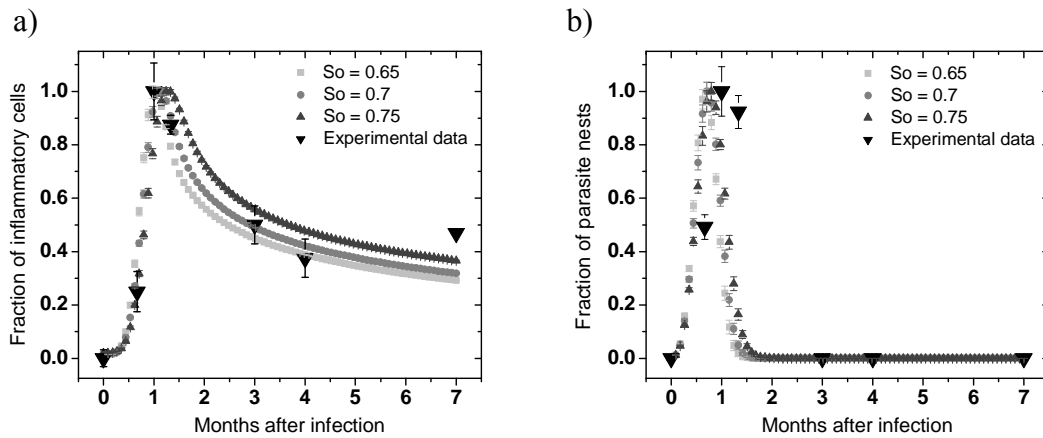 a)
Fraction of inflammatory cells
1.0
0.8
0.6
0.4
0.2
0.0
So = 0.65
So = 0.7
So = 0.75
Experimental data
0 1 2 3 4 5 6 7
Months after infection
b)
Fraction of parasite nests
1.0
0.8
0.6
0.4
0.2
0.0
So = 0.65
So = 0.7
So = 0.75
Experimental data
0 1 2 3 4 5 6 7
Months after infection